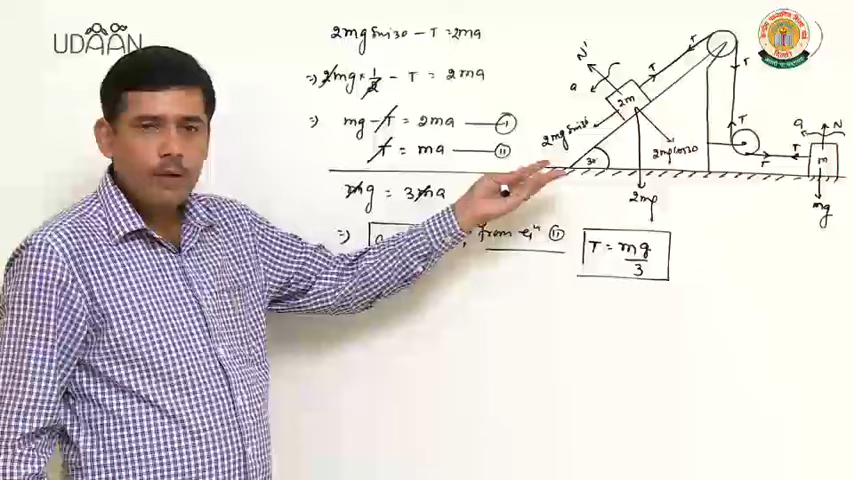 UDAAN
2mg Sin30 - T = 2ma
⇒ 2mg × 1/2 - T = 2ma
⇒ mg - T = 2ma — I
T = ma — II
mg = 3ma
⇒ ; from eqn II
T = mg/3
N'
a
T
T
2m
2mg Sin30
30
2mg cos30
2mg
T
T
T
T
a
N
m
mg